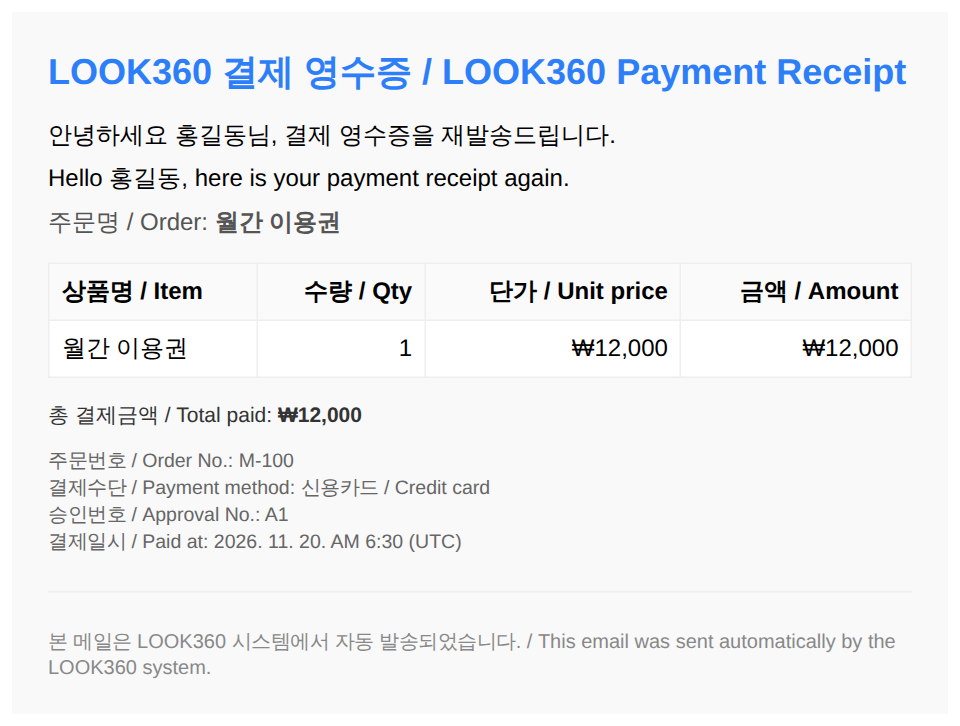 LOOK360 결제 영수증 / LOOK360 Payment Receipt
안녕하세요 홍길동님, 결제 영수증을 재발송드립니다.
Hello 홍길동, here is your payment receipt again.
주문명 / Order: 월간 이용권
상품명 / Item 수량 / Qty 단가 / Unit price 금액 / Amount
월간 이용권 1 ₩12,000 ₩12,000
총 결제금액 / Total paid: ₩12,000
주문번호 / Order No.: M-100
결제수단 / Payment method: 신용카드 / Credit card
승인번호 / Approval No.: A1
결제일시 / Paid at: 2026. 11. 20. AM 6:30 (UTC)
본 메일은 LOOK360 시스템에서 자동 발송되었습니다. / This email was sent automatically by the
LOOK360 system.